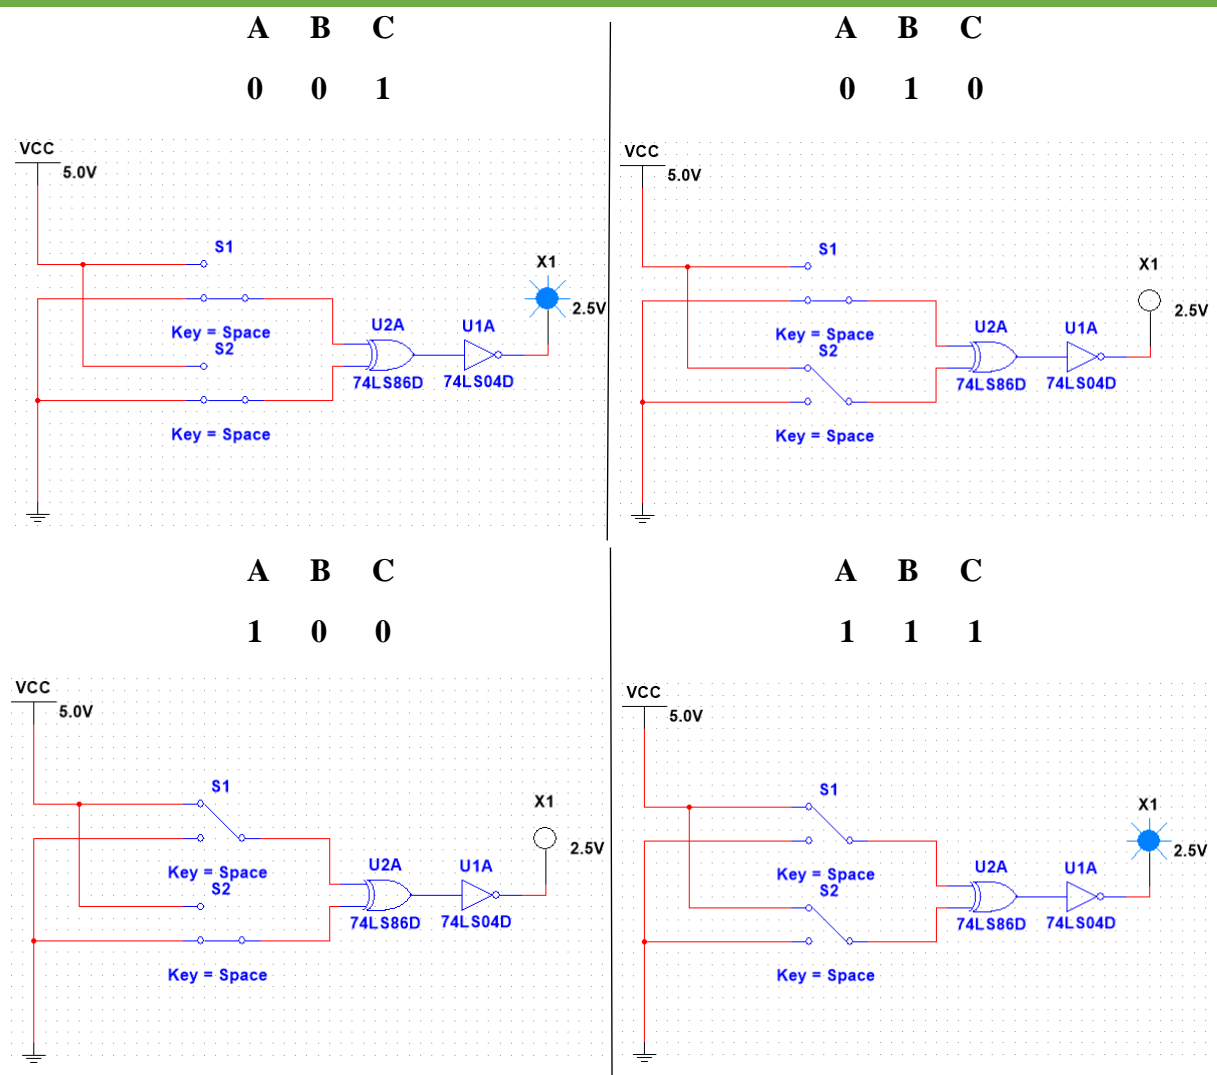 A B C
0 0 1
VCC
5.0V
S1
X1
2.5V
Key = Space
S2
U2A
U1A
74LS86D
74LS04D
Key = Space
A B C
0 1 0
VCC
5.0V
S1
X1
2.5V
Key = Space
S2
U2A
U1A
74LS86D
74LS04D
Key = Space
A B C
1 0 0
VCC
5.0V
S1
X1
2.5V
Key = Space
S2
U2A
U1A
74LS86D
74LS04D
Key = Space
A B C
1 1 1
VCC
5.0V
S1
X1
2.5V
Key = Space
S2
U2A
U1A
74LS86D
74LS04D
Key = Space